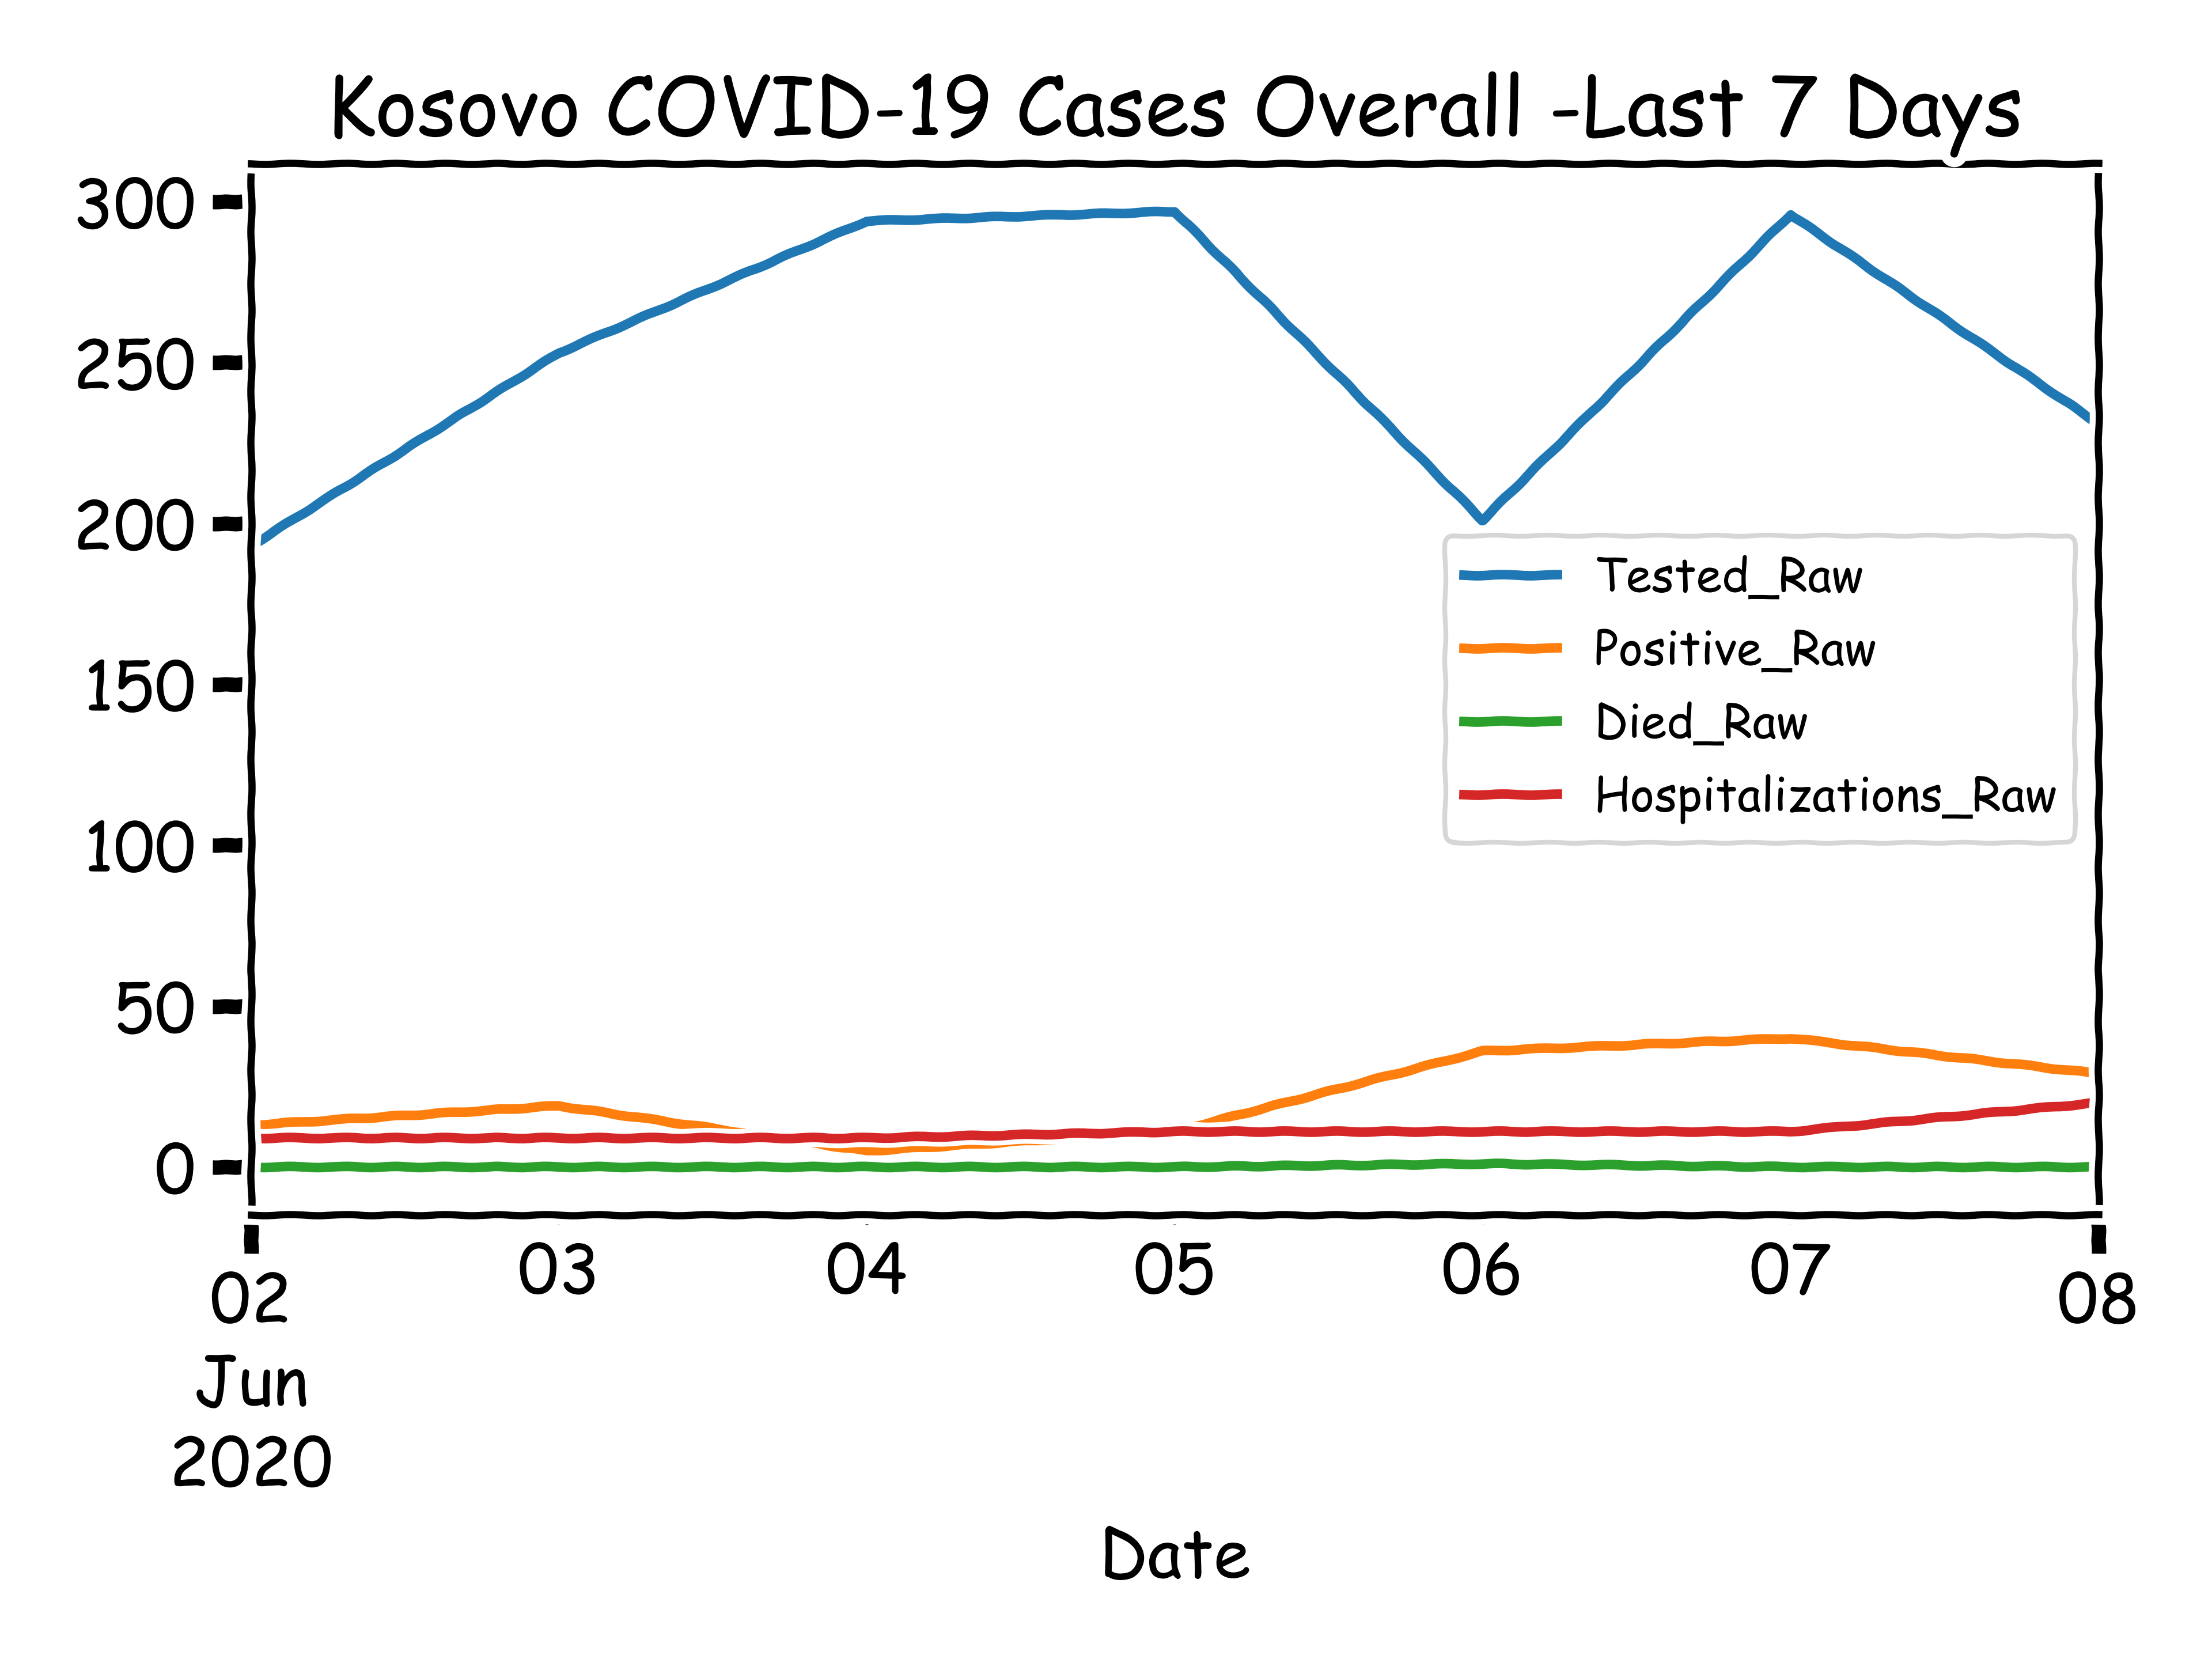 Kosovo COVID-19 Cases Overall -Last 7 Days
300
250
200
150
100
50
0
Tested_Raw
Positive_Raw
Died_Raw
Hospitalizations_Raw
02 03 04 05 06 07 08
Jun
2020
Date